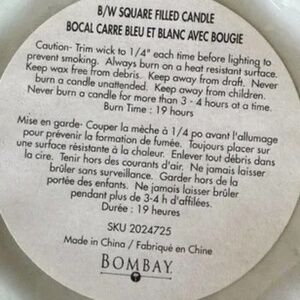 B/W SQUARE FILLED CANDLE
BOCAL CARRE BLEU ET BLANC AVEC BOUGIE
Caution- Trim wick to 1/4" each time before lighting to
prevent smoking. Always burn on a heat resistant surface.
Keep wax free from debris. Keep away from draft. Never
burn a candle unattended. Keep away from children.
Never burn a candle for more than 3 - 4 hours at a time.
Burn Time : 19 hours
Mise en garde- Couper la mèche à 1/4 po avant l'allumage
pour prévenir la formation de fumée. Toujours placer sur
une surface résistante à la chaleur. Enlever tout débris dans
la cire. Tenir hors des courants d'air. Ne jamais laisser
brûler sans surveillance. Garder hors de la
portée des enfants. Ne jamais laisser brûler
pendant plus de 3-4 h d'affilées.
Durée : 19 heures
SKU 2024725
Made in China / Fabriqué en Chine
BOMBAY